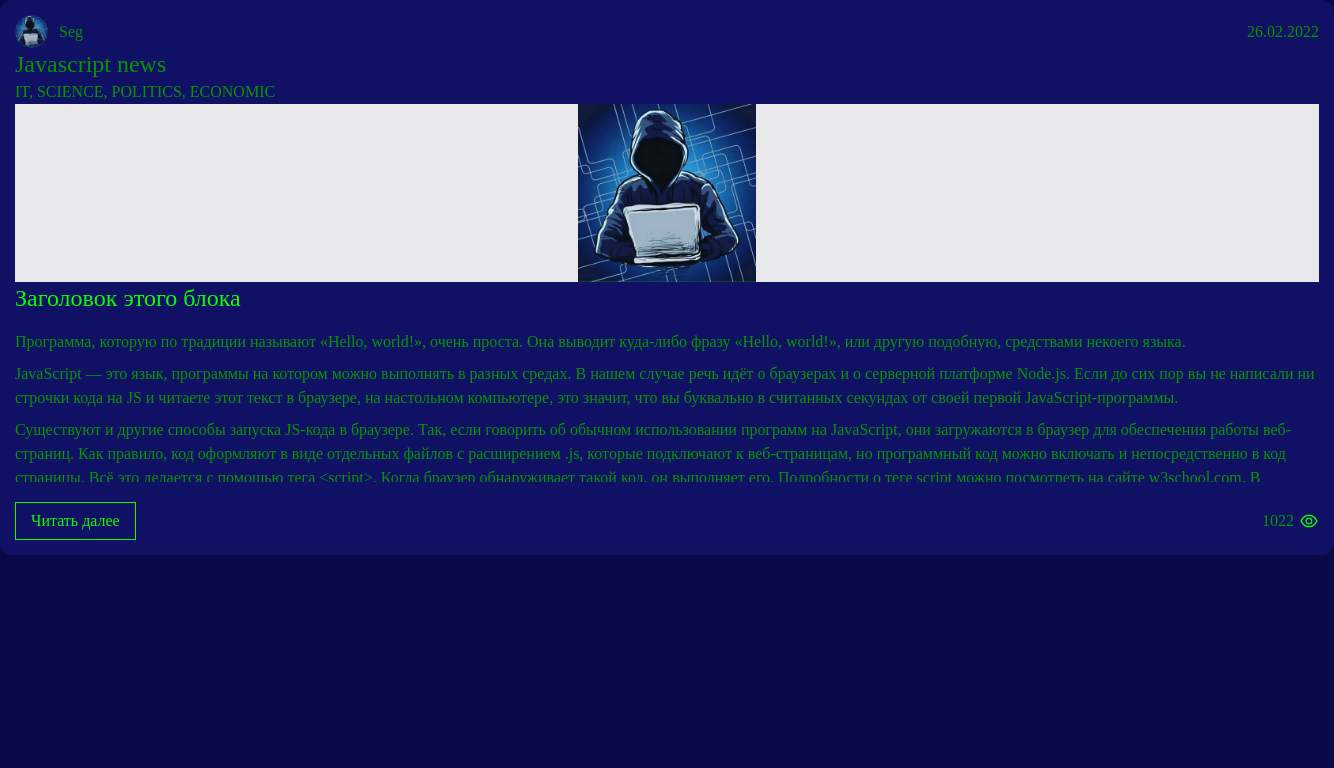 Seg
26.02.2022
Javascript news
IT, SCIENCE, POLITICS, ECONOMIC
Заголовок этого блока
Программа, которую по традиции называют «Hello, world!», очень проста. Она выводит куда-либо фразу «Hello, world!», или другую подобную, средствами некоего языка.
JavaScript — это язык, программы на котором можно выполнять в разных средах. В нашем случае речь идёт о браузерах и о серверной платформе Node.js. Если до сих пор вы не написали ни
строчки кода на JS и читаете этот текст в браузере, на настольном компьютере, это значит, что вы буквально в считанных секундах от своей первой JavaScript-программы.
Существуют и другие способы запуска JS-кода в браузере. Так, если говорить об обычном использовании программ на JavaScript, они загружаются в браузер для обеспечения работы веб-
страниц. Как правило, код оформляют в виде отдельных файлов с расширением .js, которые подключают к веб-страницам, но программный код можно включать и непосредственно в код
страницы. Всё это делается с помощью тега <script>. Когда браузер обнаруживает такой код, он выполняет его. Подробности о теге script можно посмотреть на сайте w3school.com. В
Читать далее
1022